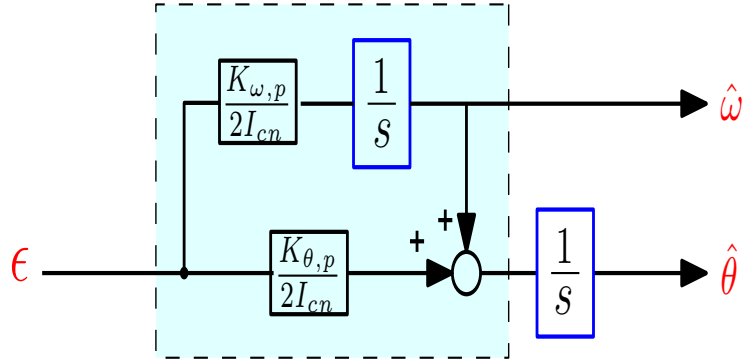 K_{ω,p}
2I_{cn}
1
s
ω̂
+
+
ϵ
K_{θ,p}
2I_{cn}
1
s
θ̂